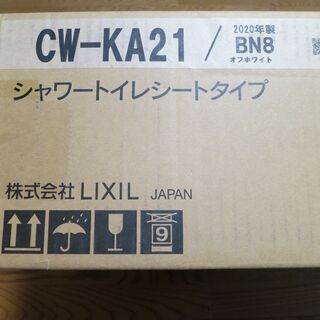 CW-KA21 / 2020年製
BN8
オフホワイト
シャワートイレシートタイプ
株式会社 LIXIL JAPAN
9